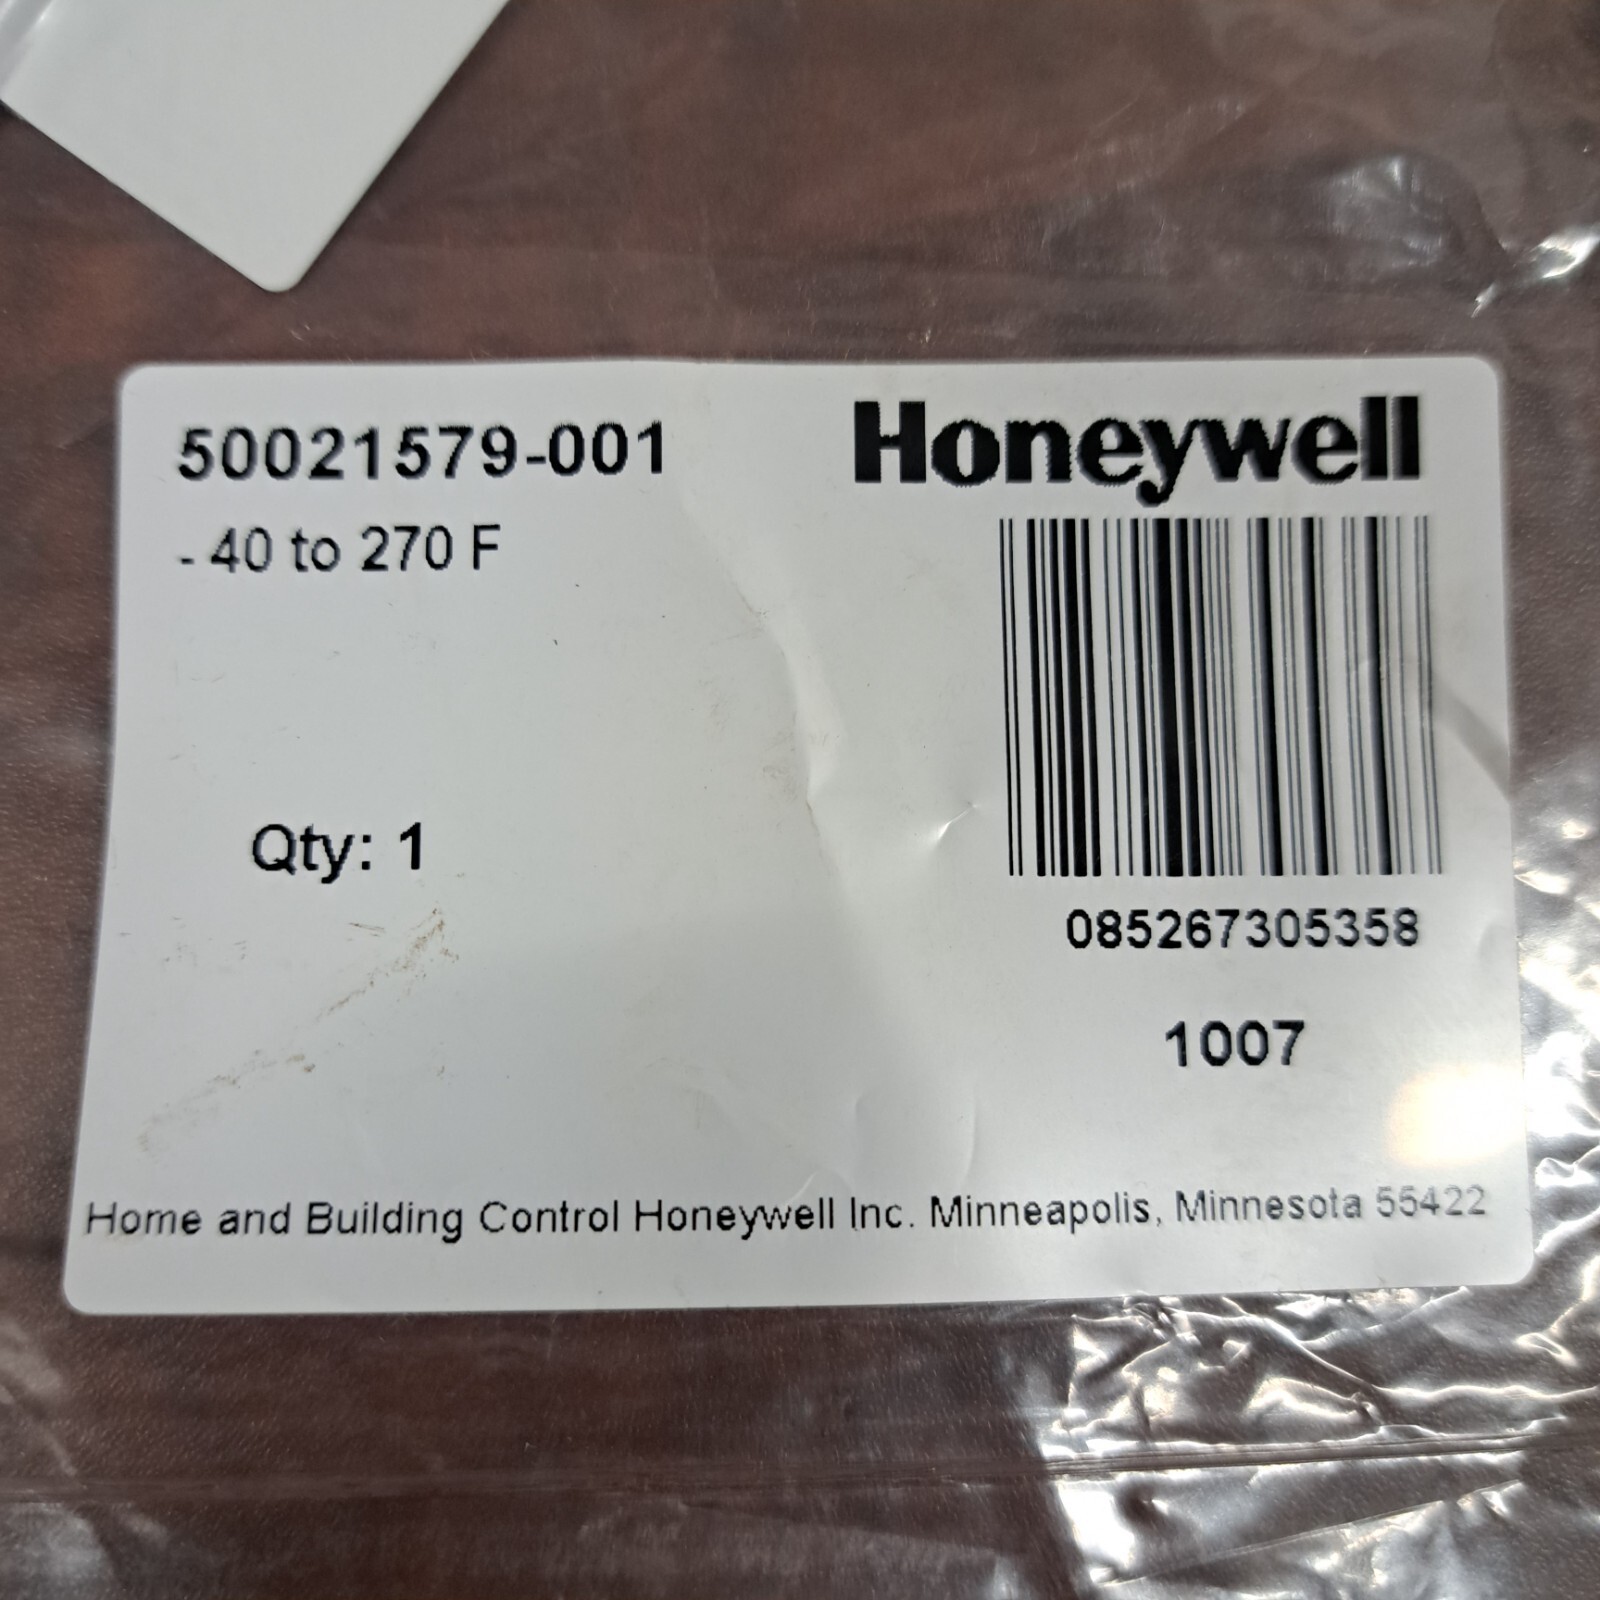 50021579-001
Honeywell
- 40 to 270 F
Qty: 1
085267305358
1007
Home and Building Control Honeywell Inc. Minneapolis, Minnesota 55422